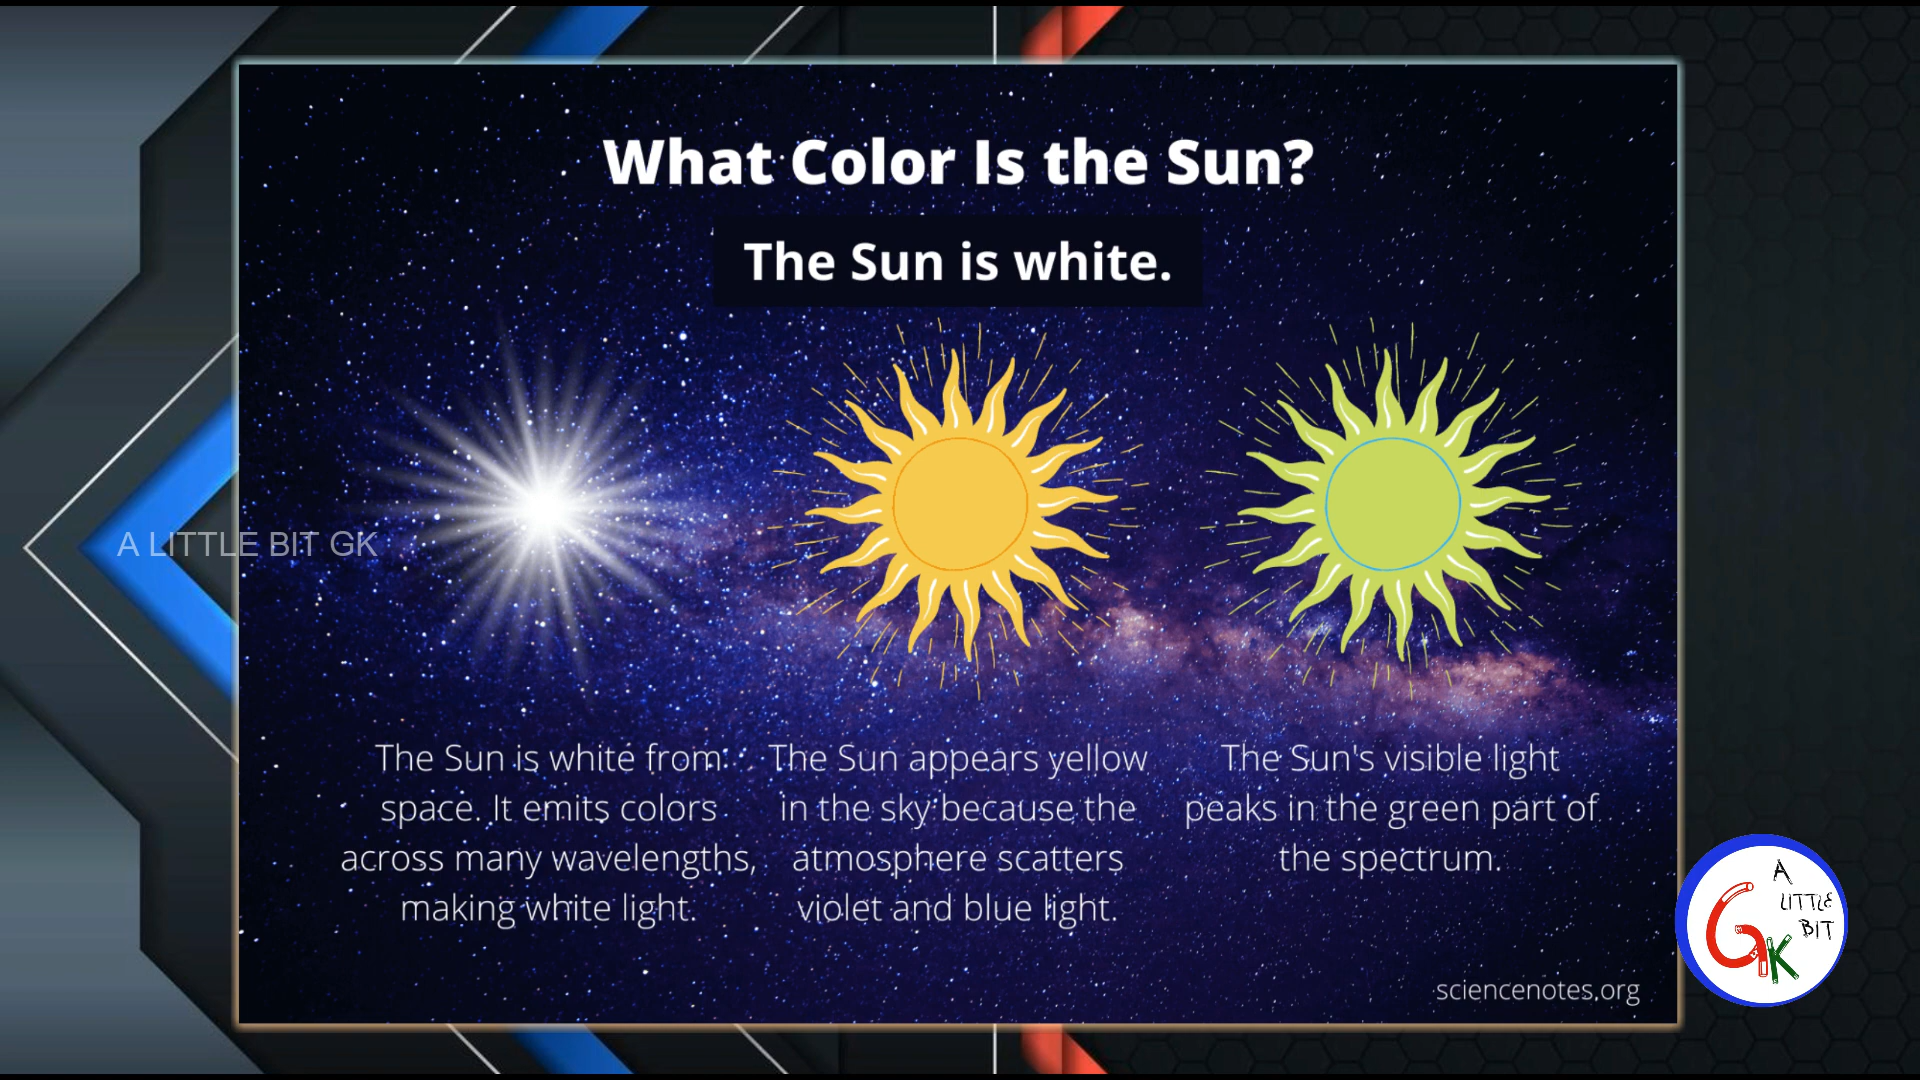 What Color Is the Sun?
The Sun is white.
A LITTLE BIT GK
The Sun is white from
space. It emits colors
across many wavelengths,
making white light.
The Sun appears yellow
in the sky because the
atmosphere scatters
violet and blue light.
The Sun's visible light
peaks in the green part of
the spectrum.
sciencenotes.org
A
LITTLE
BIT
GK